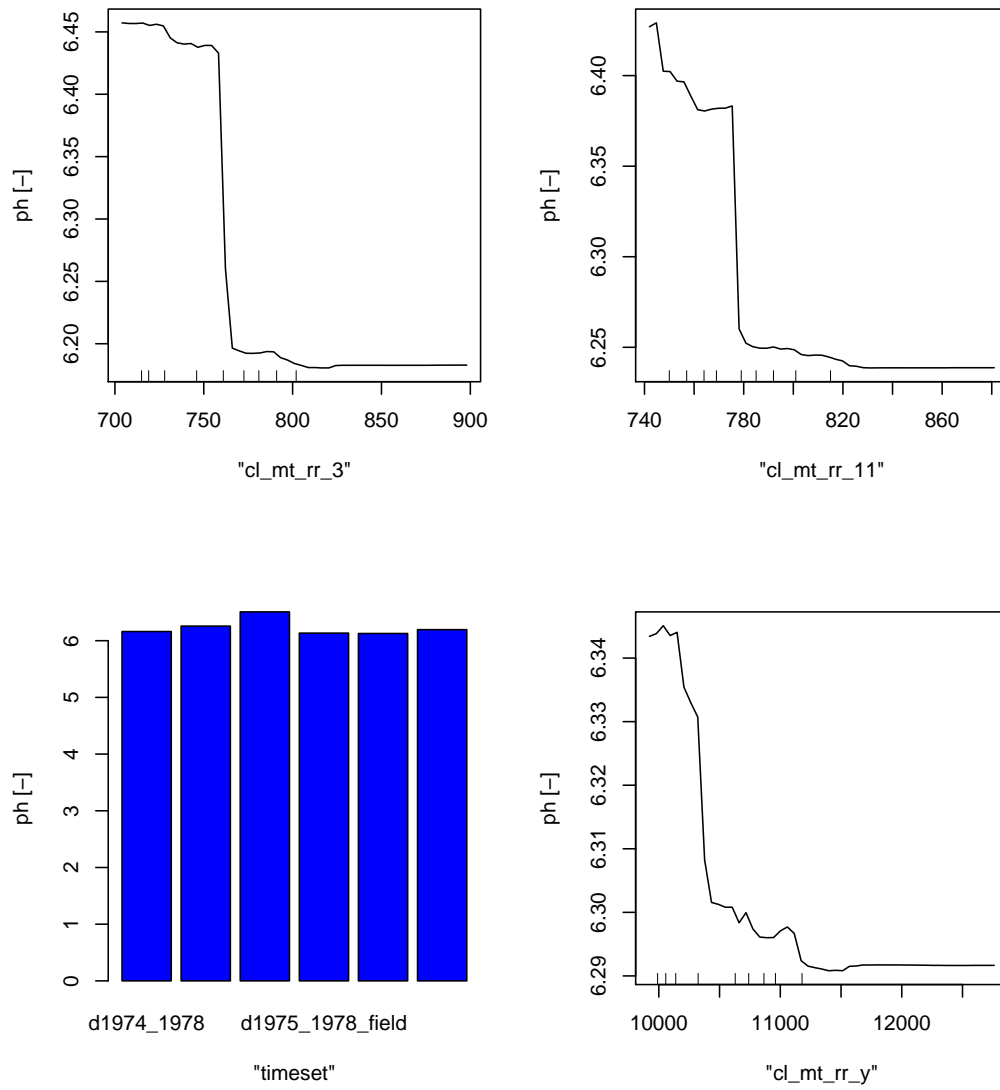 6.45
6.40
6.35
6.30
6.25
6.20
ph [−]
700 750 800 850 900
"cl_mt_rr_3"
6.40
6.35
6.30
6.25
ph [−]
740 780 820 860
"cl_mt_rr_11"
6
5
4
3
2
1
0
ph [−]
d1974_1978 d1975_1978_field
"timeset"
6.34
6.33
6.32
6.31
6.30
6.29
ph [−]
10000 11000 12000
"cl_mt_rr_y"